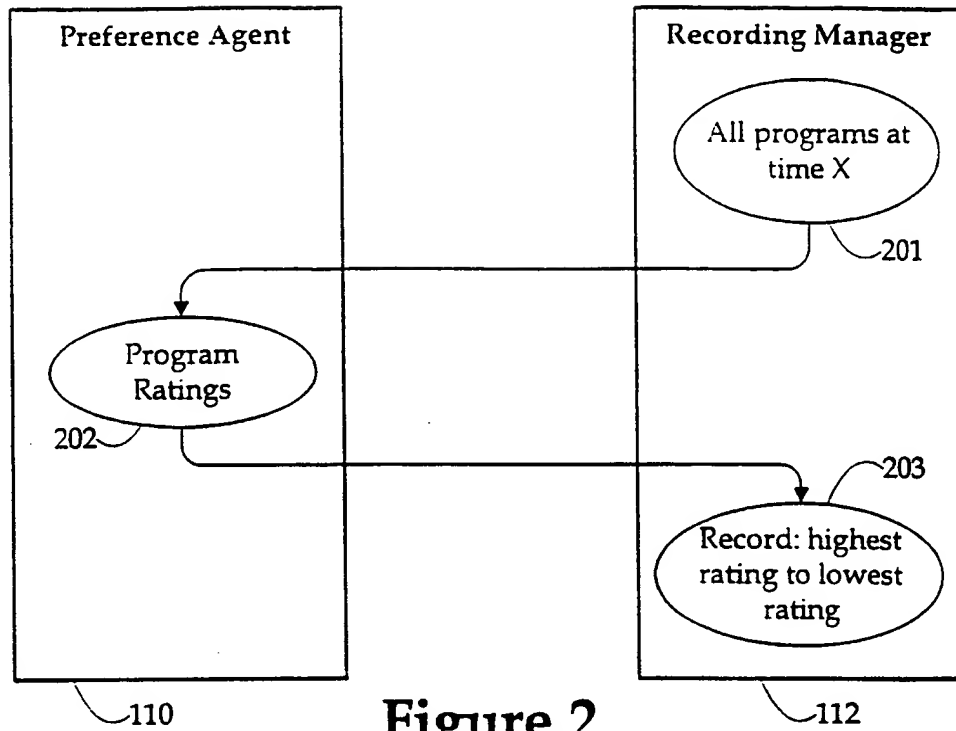 Preference Agent
Recording Manager
All programs at
time X
201
Program
Ratings
202
203
Record: highest
rating to lowest
rating
110
Figure 2
112